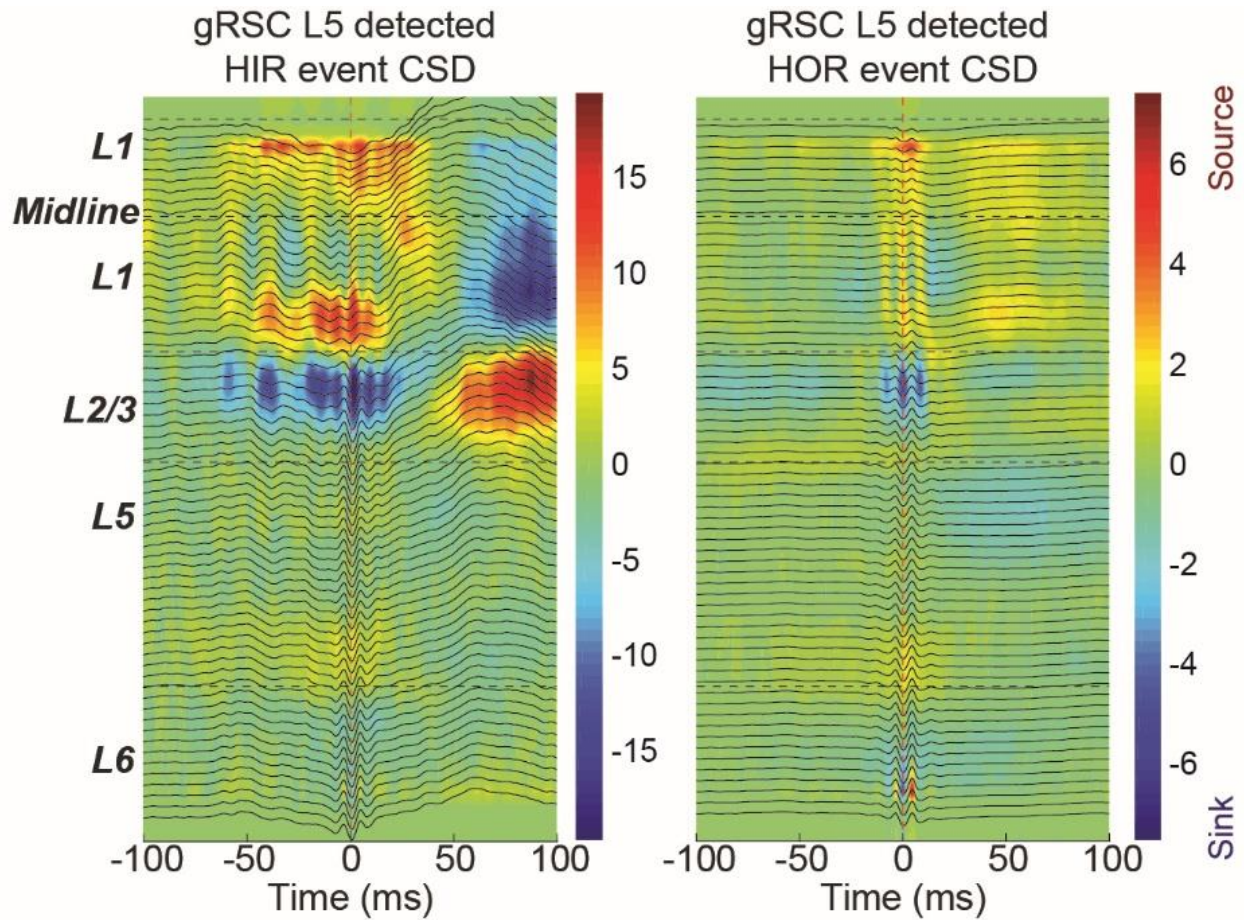 gRSC L5 detected
HIR event CSD
gRSC L5 detected
HOR event CSD
L1
Midline
L1
L2/3
L5
L6
15
10
5
0
-5
-10
-15
6
4
2
0
-2
-4
-6
Source
Sink
-100 -50 0 50 100
Time (ms)
-100 -50 0 50 100
Time (ms)